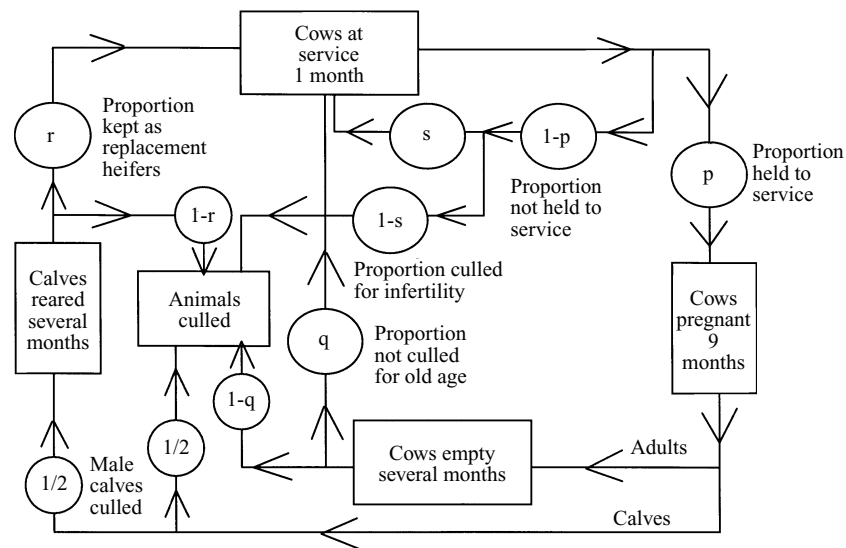 Cows at
service
1 month
r
Proportion
kept as
replacement
heifers
s
1-p
Proportion
not held to
service
p
Proportion
held to
service
1-r
1-s
Proportion culled
for infertility
Calves
reared
several
months
Animals
culled
q
Proportion
not culled
for old age
Cows
pregnant
9
months
1-q
1/2
Cows empty
several months
Adults
1/2
Male
calves
culled
Calves